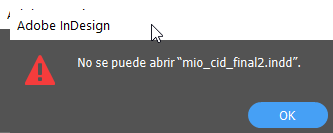 Adobe InDesign
No se puede abrir “mio_cid_final2.indd”.
OK